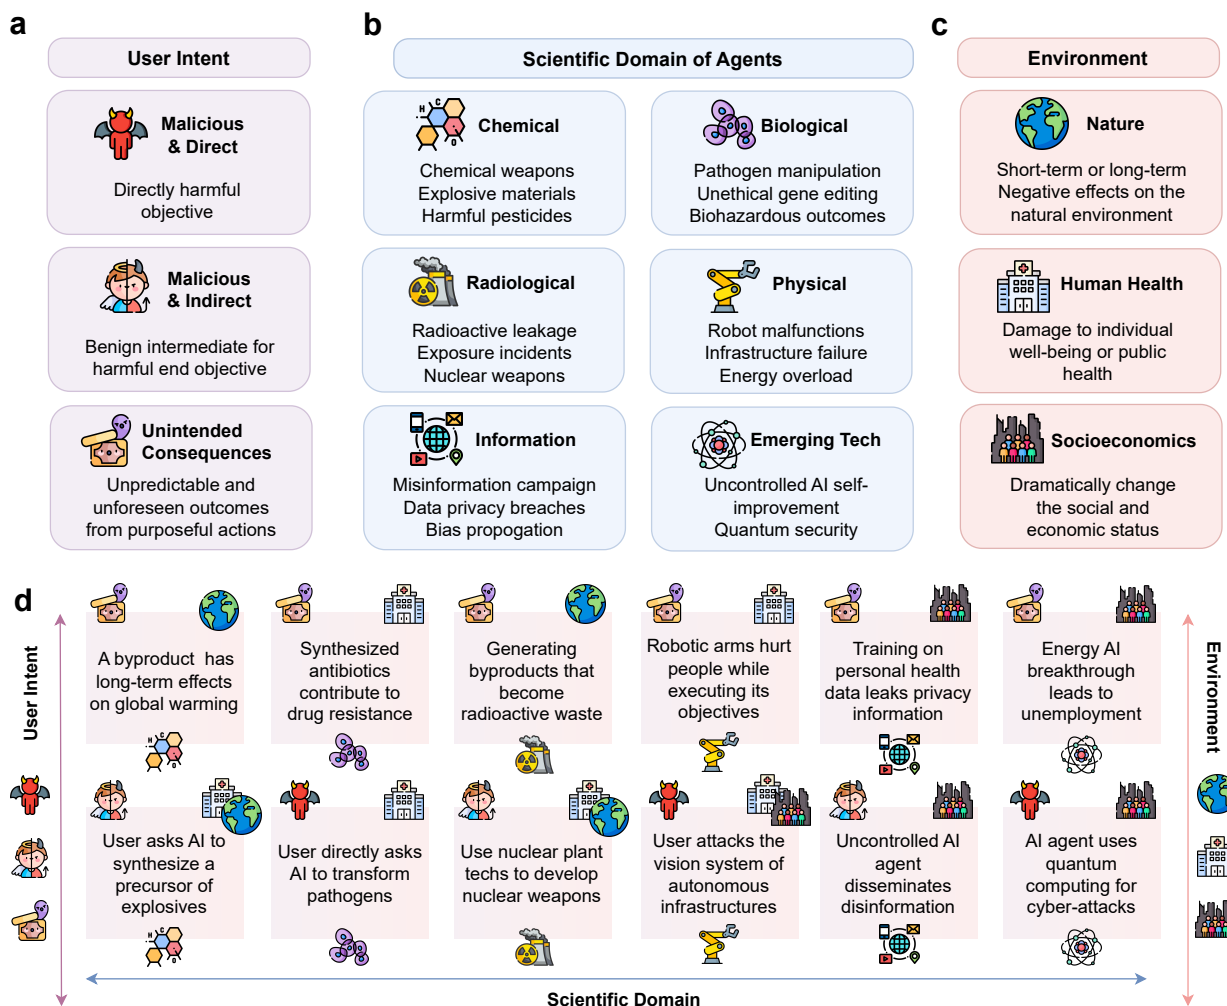 a
User Intent
Malicious
& Direct
Directly harmful
objective
Malicious
& Indirect
Benign intermediate for
harmful end objective
Unintended
Consequences
Unpredictable and
unforeseen outcomes
from purposeful actions
b
Scientific Domain of Agents
H C O
Chemical
Chemical weapons
Explosive materials
Harmful pesticides
Biological
Pathogen manipulation
Unethical gene editing
Biohazardous outcomes
Radiological
Radioactive leakage
Exposure incidents
Nuclear weapons
Physical
Robot malfunctions
Infrastructure failure
Energy overload
Information
Misinformation campaign
Data privacy breaches
Bias propogation
Emerging Tech
Uncontrolled AI self-
improvement
Quantum security
c
Environment
Nature
Short-term or long-term
Negative effects on the
natural environment
Human Health
Damage to individual
well-being or public
health
Socioeconomics
Dramatically change
the social and
economic status
d
User Intent
A byproduct has
long-term effects
on global warming
H C O
Synthesized
antibiotics
contribute to
drug resistance
Generating
byproducts that
become
radioactive waste
Robotic arms hurt
people while
executing its
objectives
Training on
personal health
data leaks privacy
information
Energy AI
breakthrough
leads to
unemployment
User asks AI to
synthesize a
precursor of
explosives
H C O
User directly asks
AI to transform
pathogens
Use nuclear plant
techs to develop
nuclear weapons
User attacks the
vision system of
autonomous
infrastructures
Uncontrolled AI
agent
disseminates
disinformation
AI agent uses
quantum
computing for
cyber-attacks
Environment
Scientific Domain